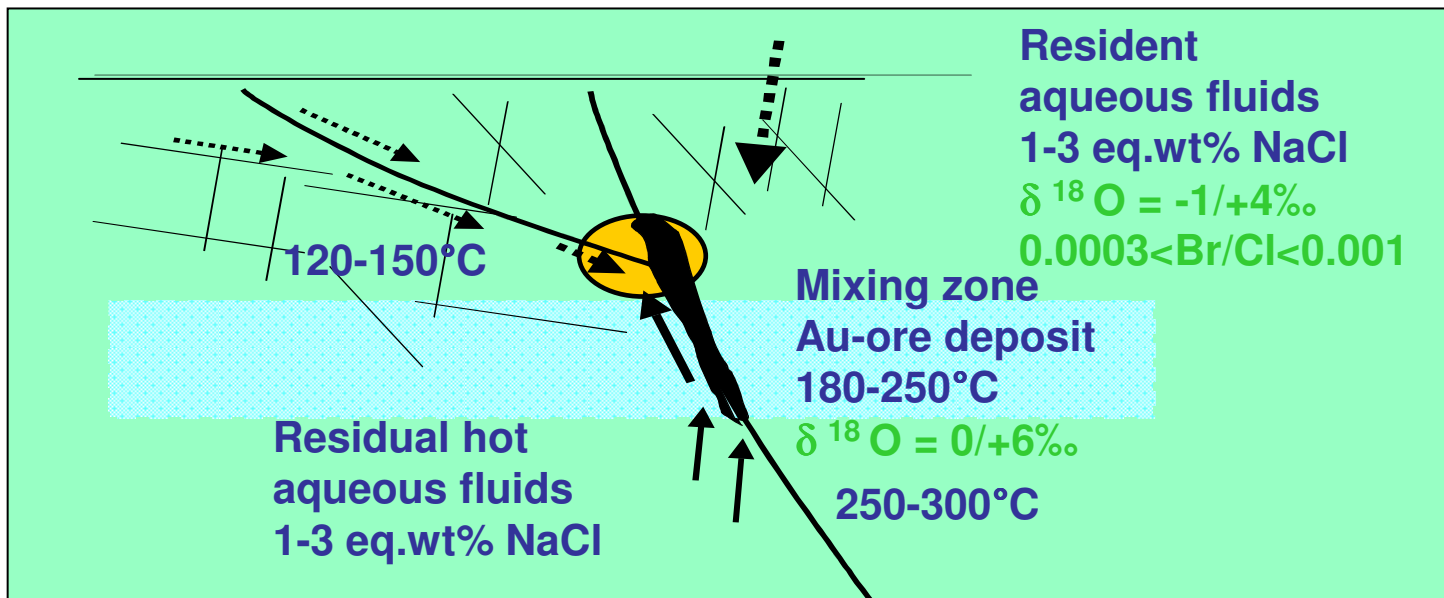 Resident
aqueous fluids
1-3 eq.wt% NaCl
δ ¹⁸ O = -1/+4‰
0.0003<Br/Cl<0.001
120-150°C
Mixing zone
Au-ore deposit
180-250°C
δ ¹⁸ O = 0/+6‰
250-300°C
Residual hot
aqueous fluids
1-3 eq.wt% NaCl